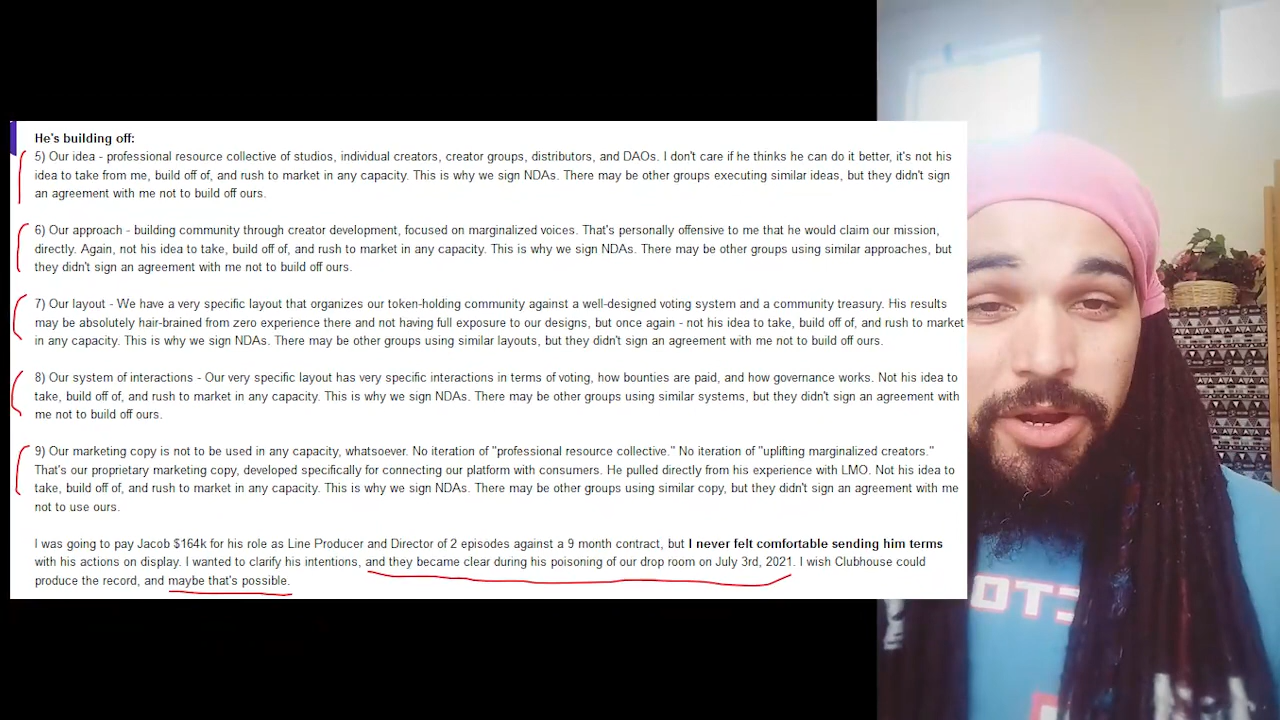 He's building off:
5) Our idea - professional resource collective of studios, individual creators, creator groups, distributors, and DAOs. I don't care if he thinks he can do it better, it's not his
idea to take from me, build off of, and rush to market in any capacity. This is why we sign NDAs. There may be other groups executing similar ideas, but they didn't sign
an agreement with me not to build off ours.
6) Our approach - building community through creator development, focused on marginalized voices. That's personally offensive to me that he would claim our mission,
directly. Again, not his idea to take, build off of, and rush to market in any capacity. This is why we sign NDAs. There may be other groups using similar approaches, but
they didn't sign an agreement with me not to build off ours.
7) Our layout - We have a very specific layout that organizes our token-holding community against a well-designed voting system and a community treasury. His results
may be absolutely hair-brained from zero experience there and not having full exposure to our designs, but once again - not his idea to take, build off of, and rush to market
in any capacity. This is why we sign NDAs. There may be other groups using similar layouts, but they didn't sign an agreement with me not to build off ours.
8) Our system of interactions - Our very specific layout has very specific interactions in terms of voting, how bounties are paid, and how governance works. Not his idea to
take, build off of, and rush to market in any capacity. This is why we sign NDAs. There may be other groups using similar systems, but they didn't sign an agreement with
me not to build off ours.
9) Our marketing copy is not to be used in any capacity, whatsoever. No iteration of "professional resource collective." No iteration of "uplifting marginalized creators."
That's our proprietary marketing copy, developed specifically for connecting our platform with consumers. He pulled directly from his experience with LMO. Not his idea to
take, build off of, and rush to market in any capacity. This is why we sign NDAs. There may be other groups using similar copy, but they didn't sign an agreement with me
not to use ours.
I was going to pay Jacob $164k for his role as Line Producer and Director of 2 episodes against a 9 month contract, but I never felt comfortable sending him terms
with his actions on display. I wanted to clarify his intentions, and they became clear during his poisoning of our drop room on July 3rd, 2021. I wish Clubhouse could
produce the record, and maybe that's possible.